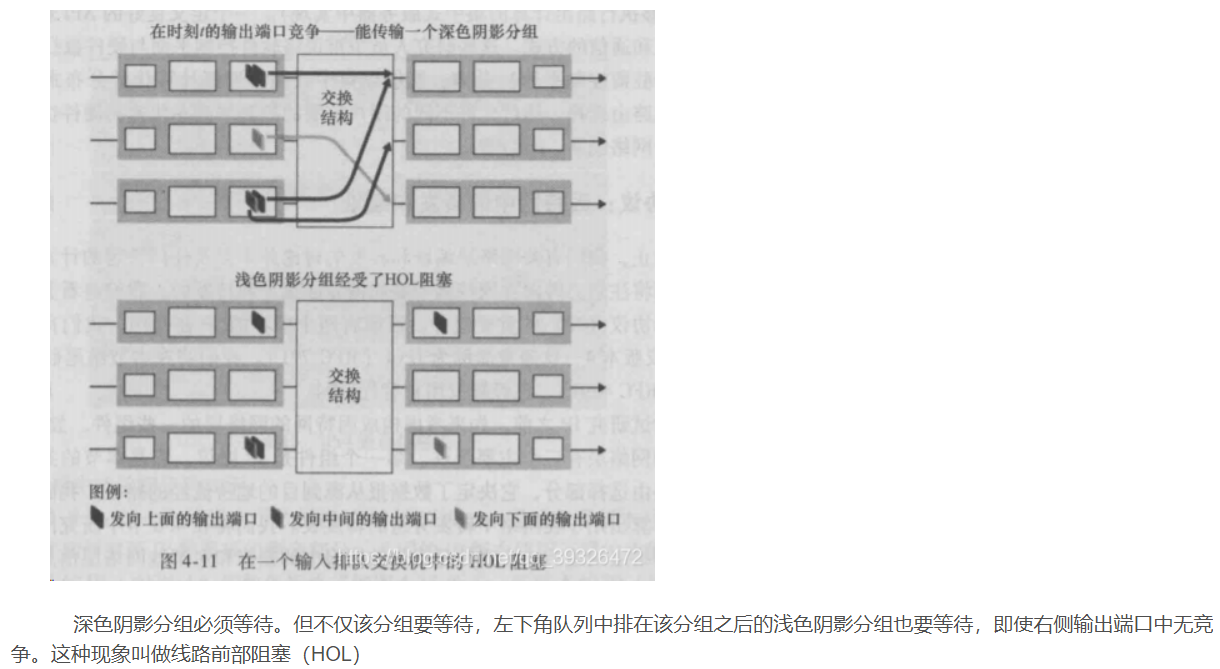 在时刻t的输出端口竞争——能传输一个深色阴影分组
交换
结构
浅色阴影分组经受了HOL阻塞
交换
结构
图例:
发向上面的输出端口 发向中间的输出端口 发向下面的输出端口
图 4-11 在一个输入排队交换机中的 HOL 阻塞
39326472
深色阴影分组必须等待。但不仅该分组要等待，左下角队列中排在该分组之后的浅色阴影分组也要等待，即使右侧输出端口中无竞
争。这种现象叫做线路前部阻塞（HOL）